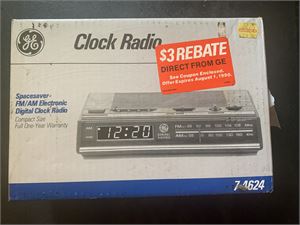 GE
Clock Radio
$3 REBATE
DIRECT FROM GE
See Coupon Enclosed.
Offer Expires August 1, 1990.
Spacesaver-
FM/AM Electronic
Digital Clock Radio
Compact Size
Full One-Year Warranty
12:20
7-4624